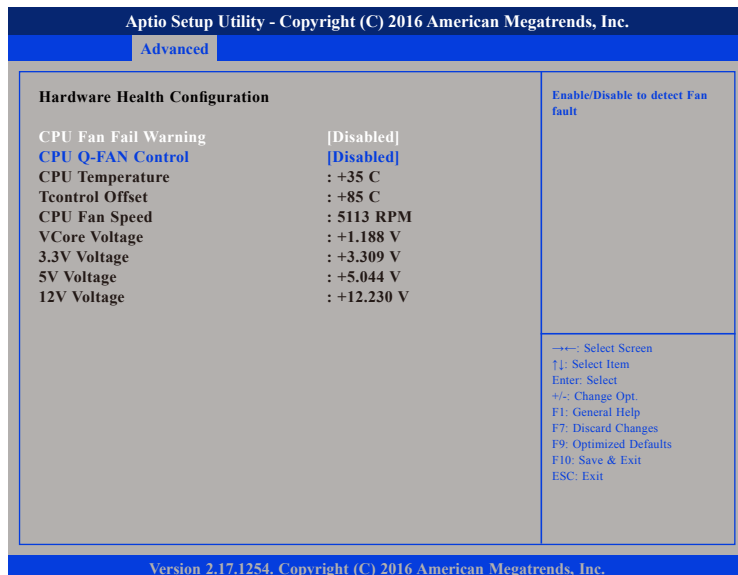 Aptio Setup Utility - Copyright (C) 2016 American Megatrends, Inc.
Advanced
Hardware Health Configuration
CPU Fan Fail Warning [Disabled]
CPU Q-FAN Control [Disabled]
CPU Temperature : +35 C
Tcontrol Offset : +85 C
CPU Fan Speed : 5113 RPM
VCore Voltage : +1.188 V
3.3V Voltage : +3.309 V
5V Voltage : +5.044 V
12V Voltage : +12.230 V
Enable/Disable to detect Fan
fault
→←: Select Screen
↑↓: Select Item
Enter: Select
+/-: Change Opt.
F1: General Help
F7: Discard Changes
F9: Optimized Defaults
F10: Save & Exit
ESC: Exit
Version 2.17.1254. Copyright (C) 2016 American Megatrends, Inc.